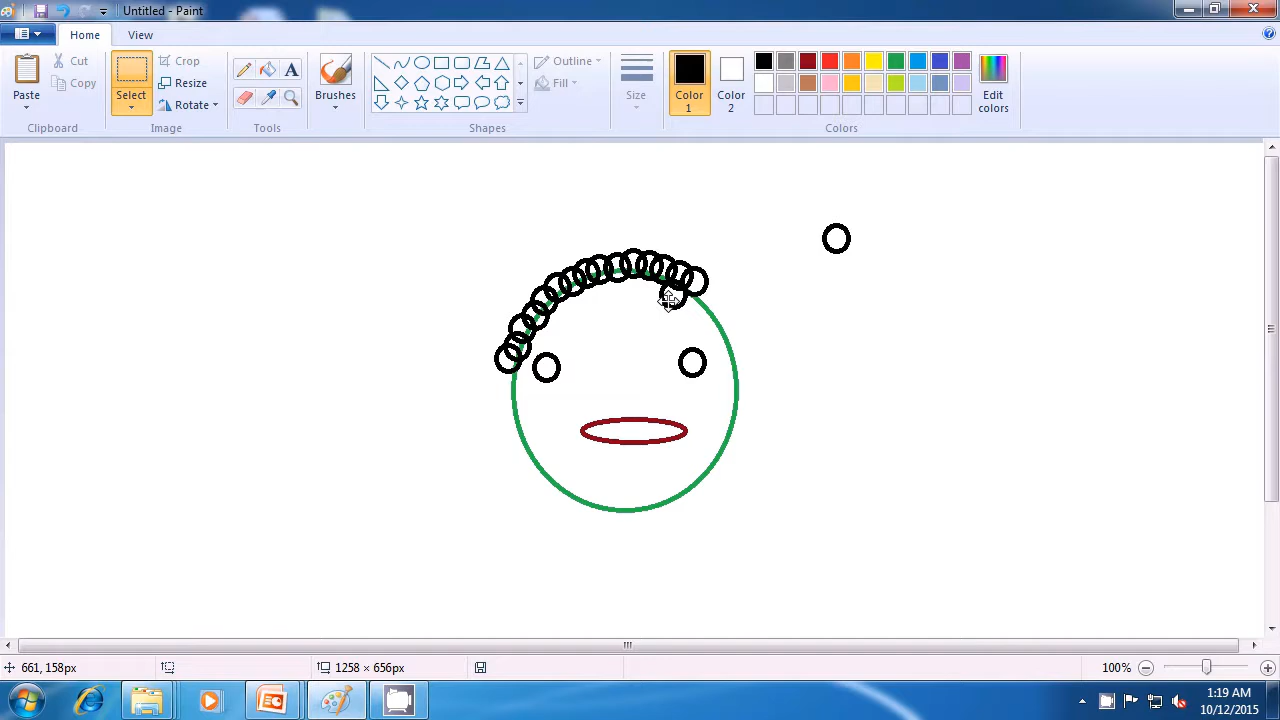 Untitled - Paint
Home View
Paste
Cut
Copy
Clipboard
Select
Crop
Resize
Rotate
Image
A
Tools
Brushes
Shapes
Outline
Fill
Size
Color 1
Color 2
Edit colors
Colors
661, 158px
1258 × 656px
100%
1:19 AM
10/12/2015